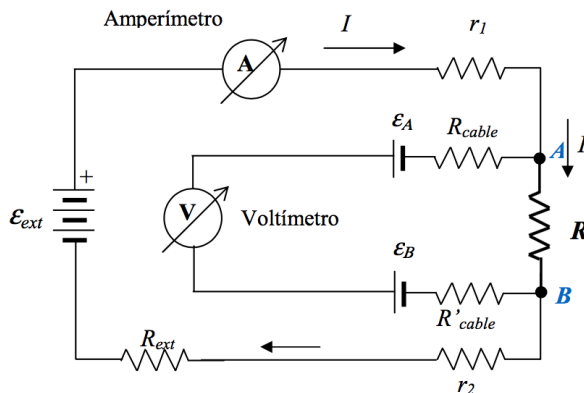 Amperímetro
I
r1
A
+
εext
εA
Rcable
A
I
V
Voltímetro
R
εB
R'cable
B
Rext
r2